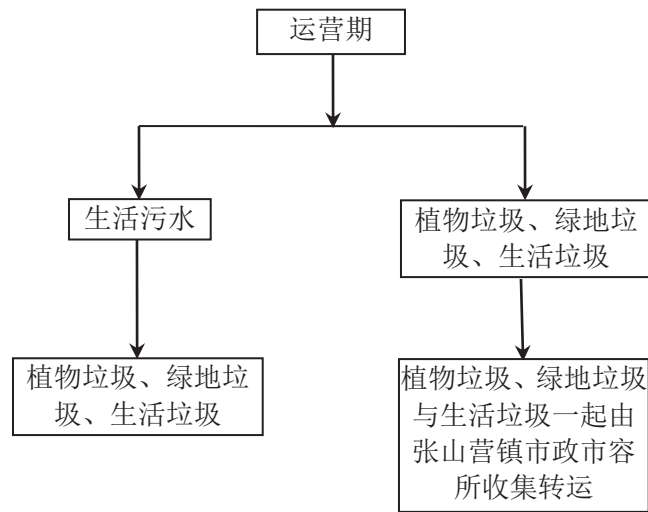 运营期
生活污水
植物垃圾、绿地垃
圾、生活垃圾
植物垃圾、绿地垃
圾、生活垃圾
植物垃圾、绿地垃圾
与生活垃圾一起由
张山营镇市政市容
所收集转运